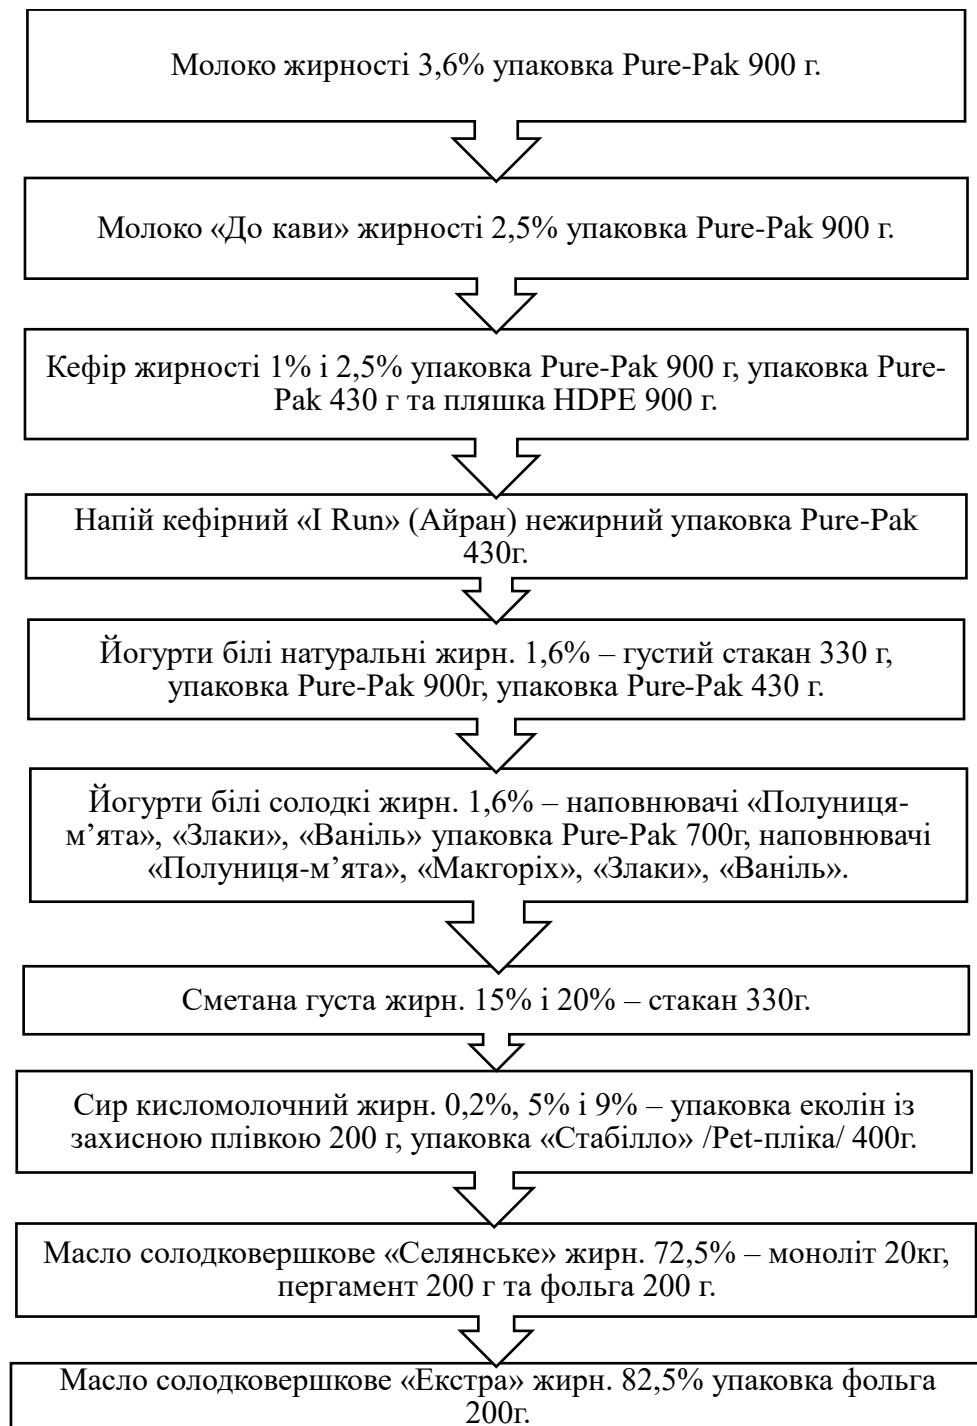 Молоко жирності 3,6% упаковка Pure-Pak 900 г.
Молоко «До кави» жирності 2,5% упаковка Pure-Pak 900 г.
Кефір жирності 1% і 2,5% упаковка Pure-Pak 900 г, упаковка Pure-
Pak 430 г та пляшка HDPE 900 г.
Напій кефірний «I Run» (Айран) нежирний упаковка Pure-Pak
430г.
Йогурти білі натуральні жирн. 1,6% – густий стакан 330 г,
упаковка Pure-Pak 900г, упаковка Pure-Pak 430 г.
Йогурти білі солодкі жирн. 1,6% – наповнювачі «Полуниця-
м’ята», «Злаки», «Ваніль» упаковка Pure-Pak 700г, наповнювачі
«Полуниця-м’ята», «Макгоріх», «Злаки», «Ваніль».
Сметана густа жирн. 15% і 20% – стакан 330г.
Сир кисломолочний жирн. 0,2%, 5% і 9% – упаковка еколін із
захисною плівкою 200 г, упаковка «Стабілло» /Pet-пліка/ 400г.
Масло солодковершкове «Селянське» жирн. 72,5% – моноліт 20кг,
пергамент 200 г та фольга 200 г.
Масло солодковершкове «Екстра» жирн. 82,5% упаковка фольга
200г.